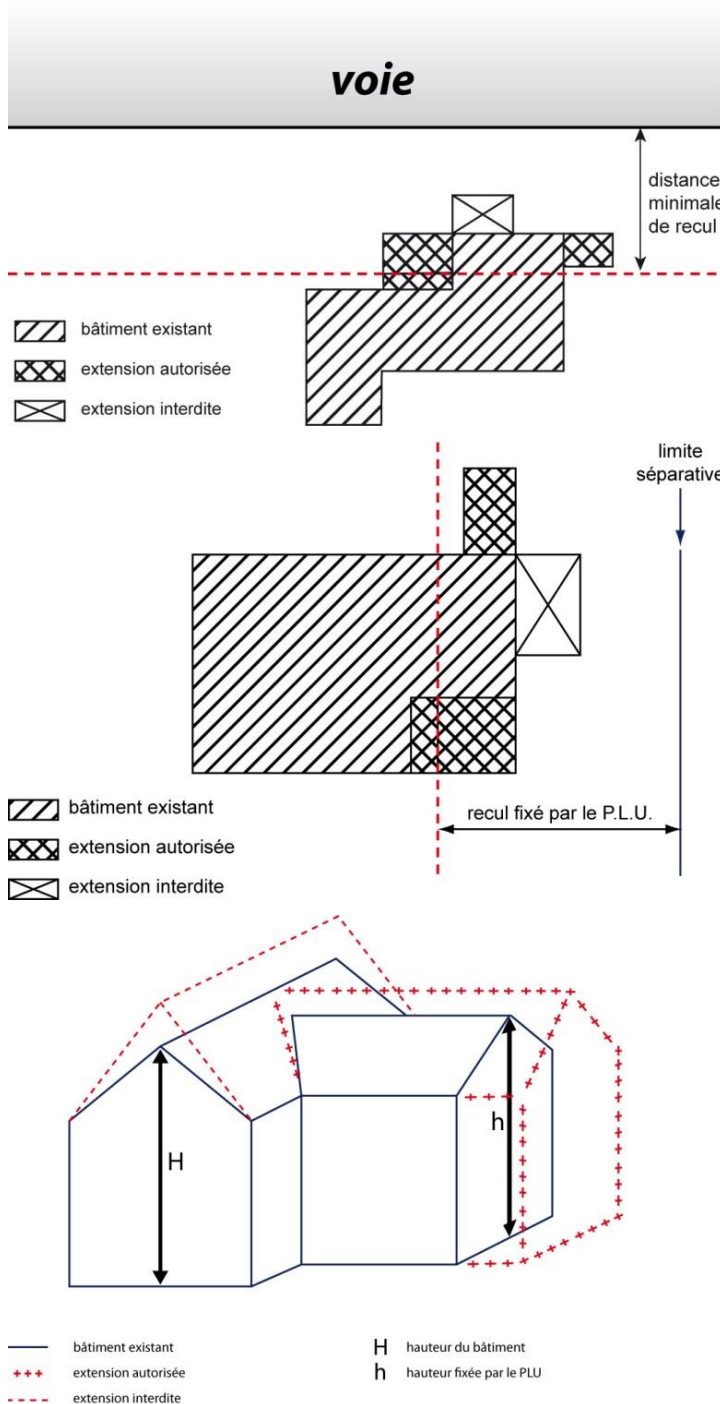 voie
distance
minimale
de recul
bâtiment existant
extension autorisée
extension interdite
limite
séparative
bâtiment existant
extension autorisée
extension interdite
recul fixé par le P.L.U.
H
h
bâtiment existant
extension autorisée
extension interdite
H hauteur du bâtiment
h hauteur fixée par le PLU